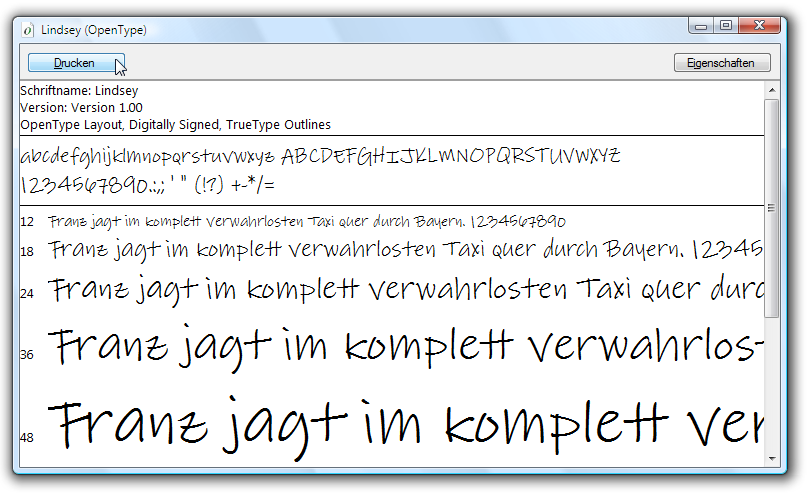 Lindsey (OpenType)
Drucken Eigenschaften
Schriftname: Lindsey
Version: Version 1.00
OpenType Layout, Digitally Signed, TrueType Outlines
abcdefghijklmnopqrstuvwxyz ABCDEFGHIJKLMNOPQRSTUVWXYZ
1234567890.:,; ' " (!?) +-*/=
12 Franz jagt im komplett verwahrlosten Taxi quer durch Bayern. 1234567890
18 Franz jagt im komplett verwahrlosten Taxi quer durch Bayern. 12345
24 Franz jagt im komplett verwahrlosten Taxi quer durc
36 Franz jagt im komplett verwahrlost
48 Franz jagt im komplett ver